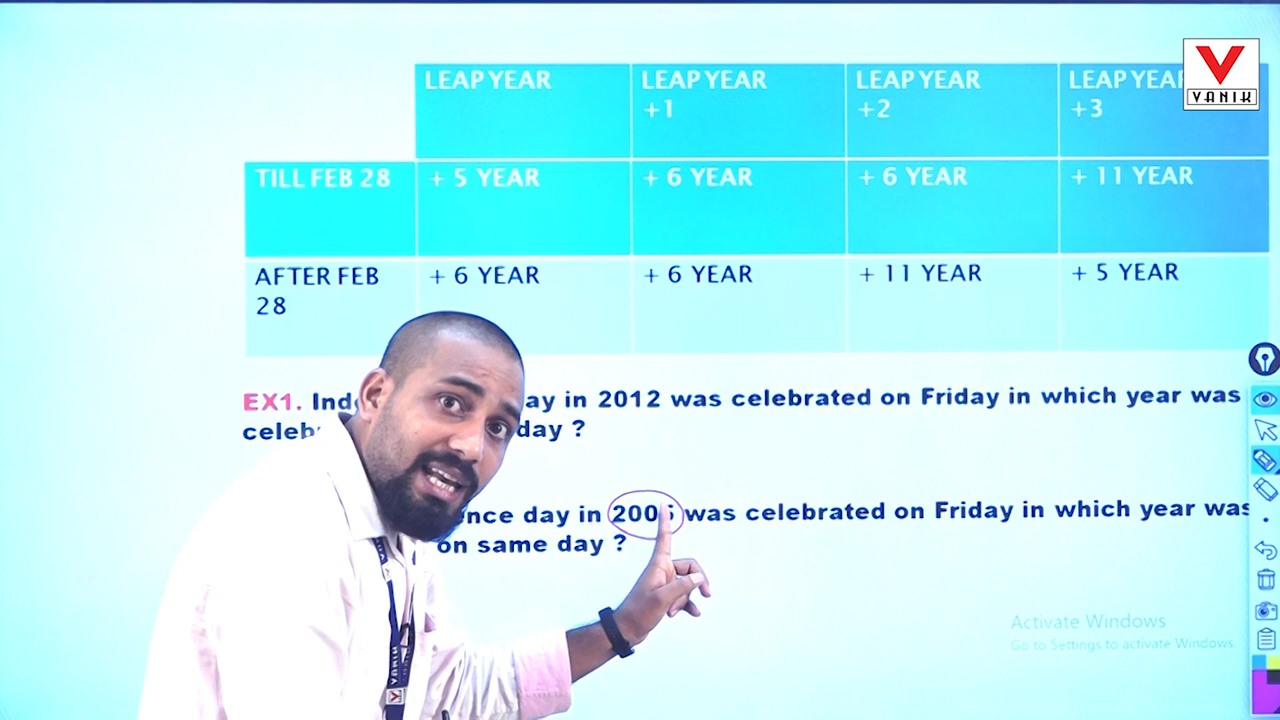 VANIK
LEAP YEAR LEAP YEAR LEAP YEAR LEAP YEAR
+1 +2 +3
TILL FEB 28 + 5 YEAR + 6 YEAR + 6 YEAR + 11 YEAR
AFTER FEB + 6 YEAR + 6 YEAR + 11 YEAR + 5 YEAR
28
EX1. Ind ay in 2012 was celebrated on Friday in which year was
celeb day ?
nce day in 2005 was celebrated on Friday in which year was
on same day ?
Activate Windows
Go to Settings to activate Windows.
VANIK